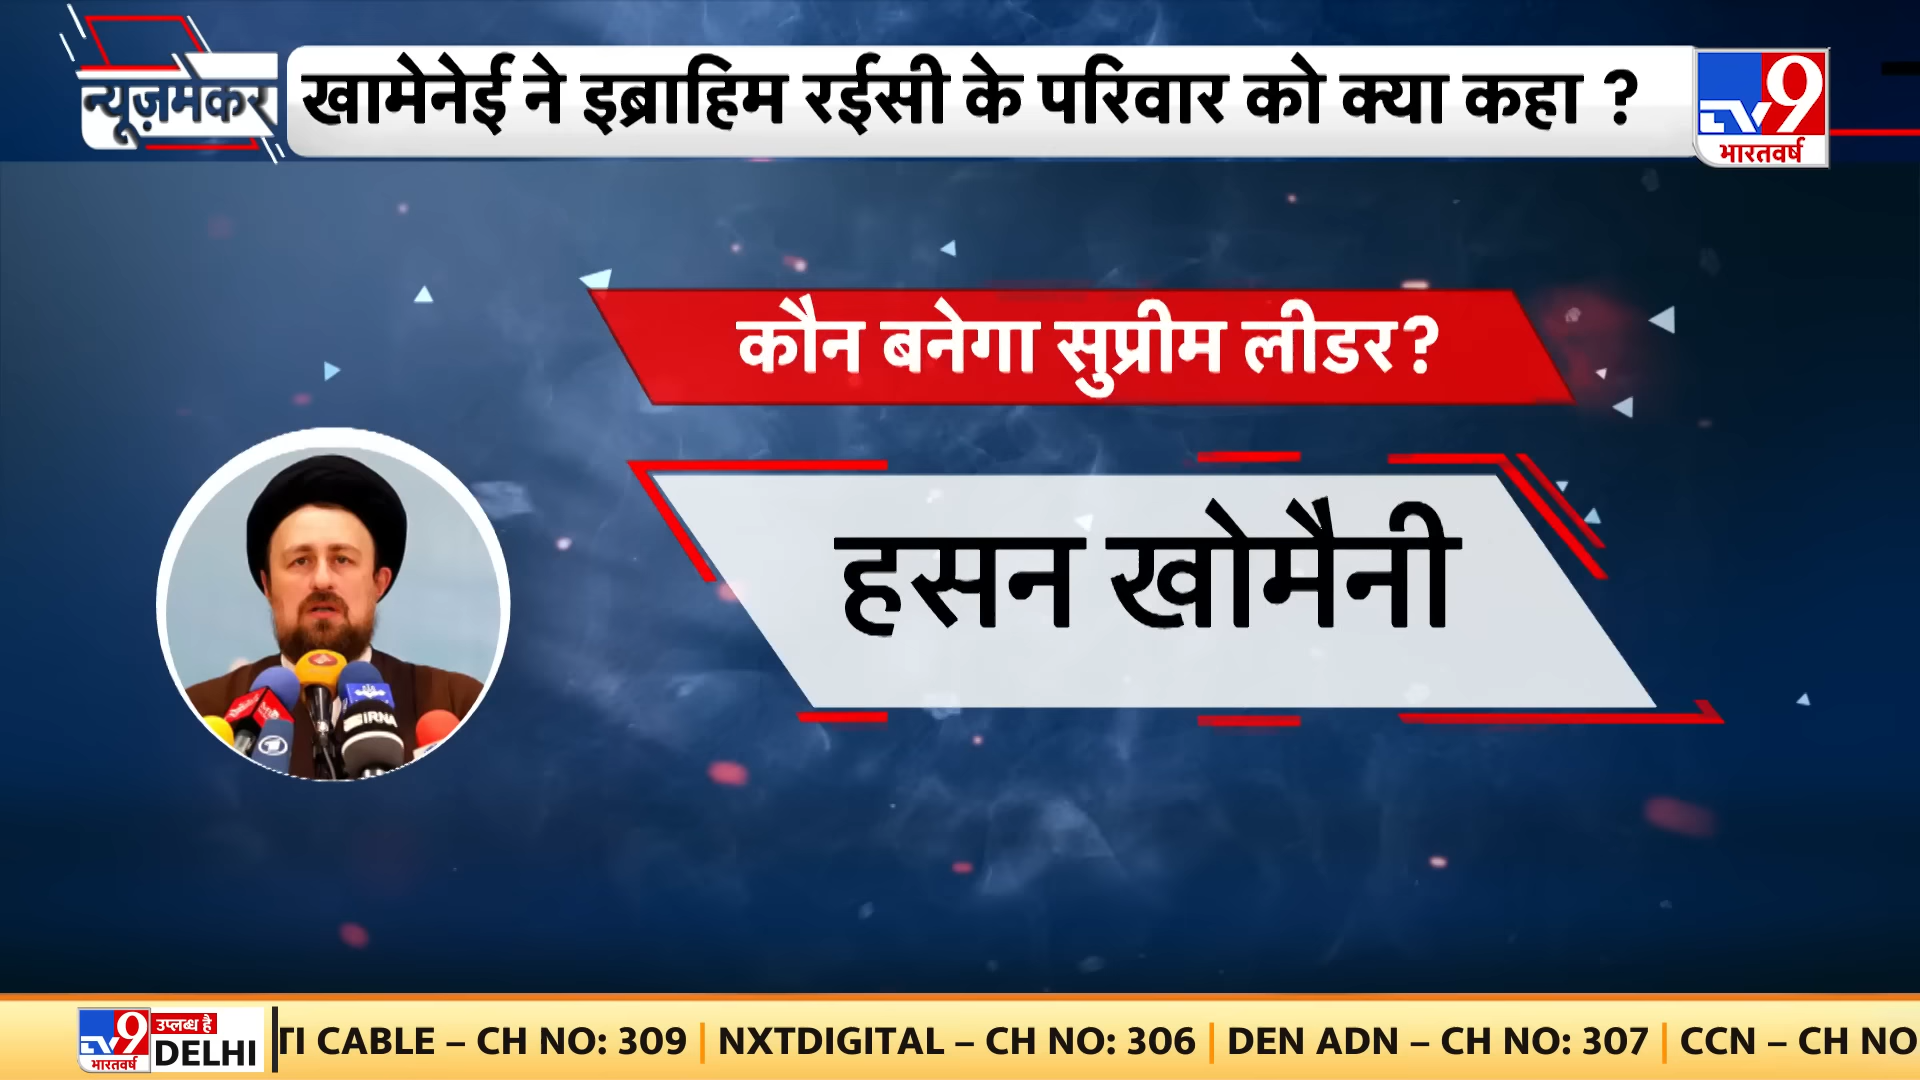 न्यूज़मेकर
खामेनेई ने इब्राहिम रईसी के परिवार को क्या कहा ?
TV9
भारतवर्ष
कौन बनेगा सुप्रीम लीडर?
हसन खोमैनी
IRNA
TV9
भारतवर्ष
उपलब्ध है
DELHI
TI CABLE – CH NO: 309 | NXTDIGITAL – CH NO: 306 | DEN ADN – CH NO: 307 | CCN – CH NO